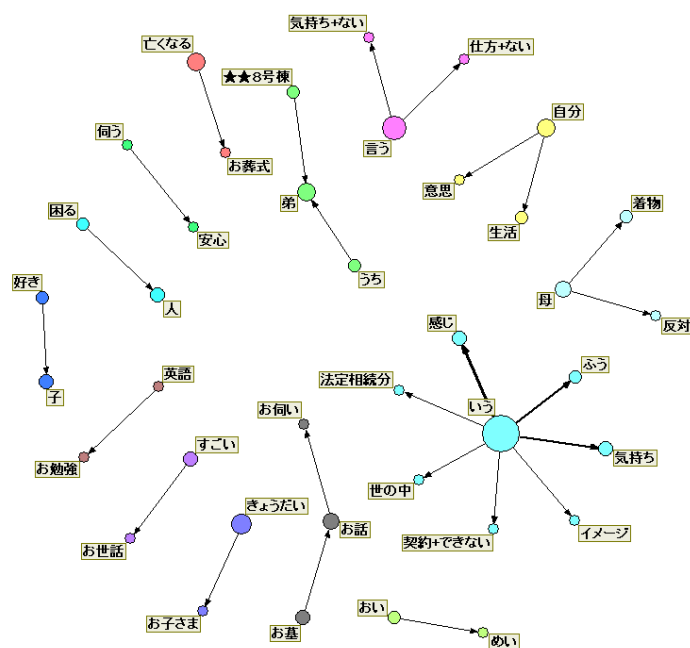 気持ち+ない
仕方+ない
亡くなる
★★8号棟
言う
自分
お葬式
伺う
意思
弟
着物
困る
生活
安心
うち
好き
母
人
反対
感じ
英語
法定相続分
ふう
子
お伺い
いう
お勉強
すごい
気持ち
世の中
きょうだい
お話
イメージ
契約+できない
お世話
お子さま
お墓
おい
めい